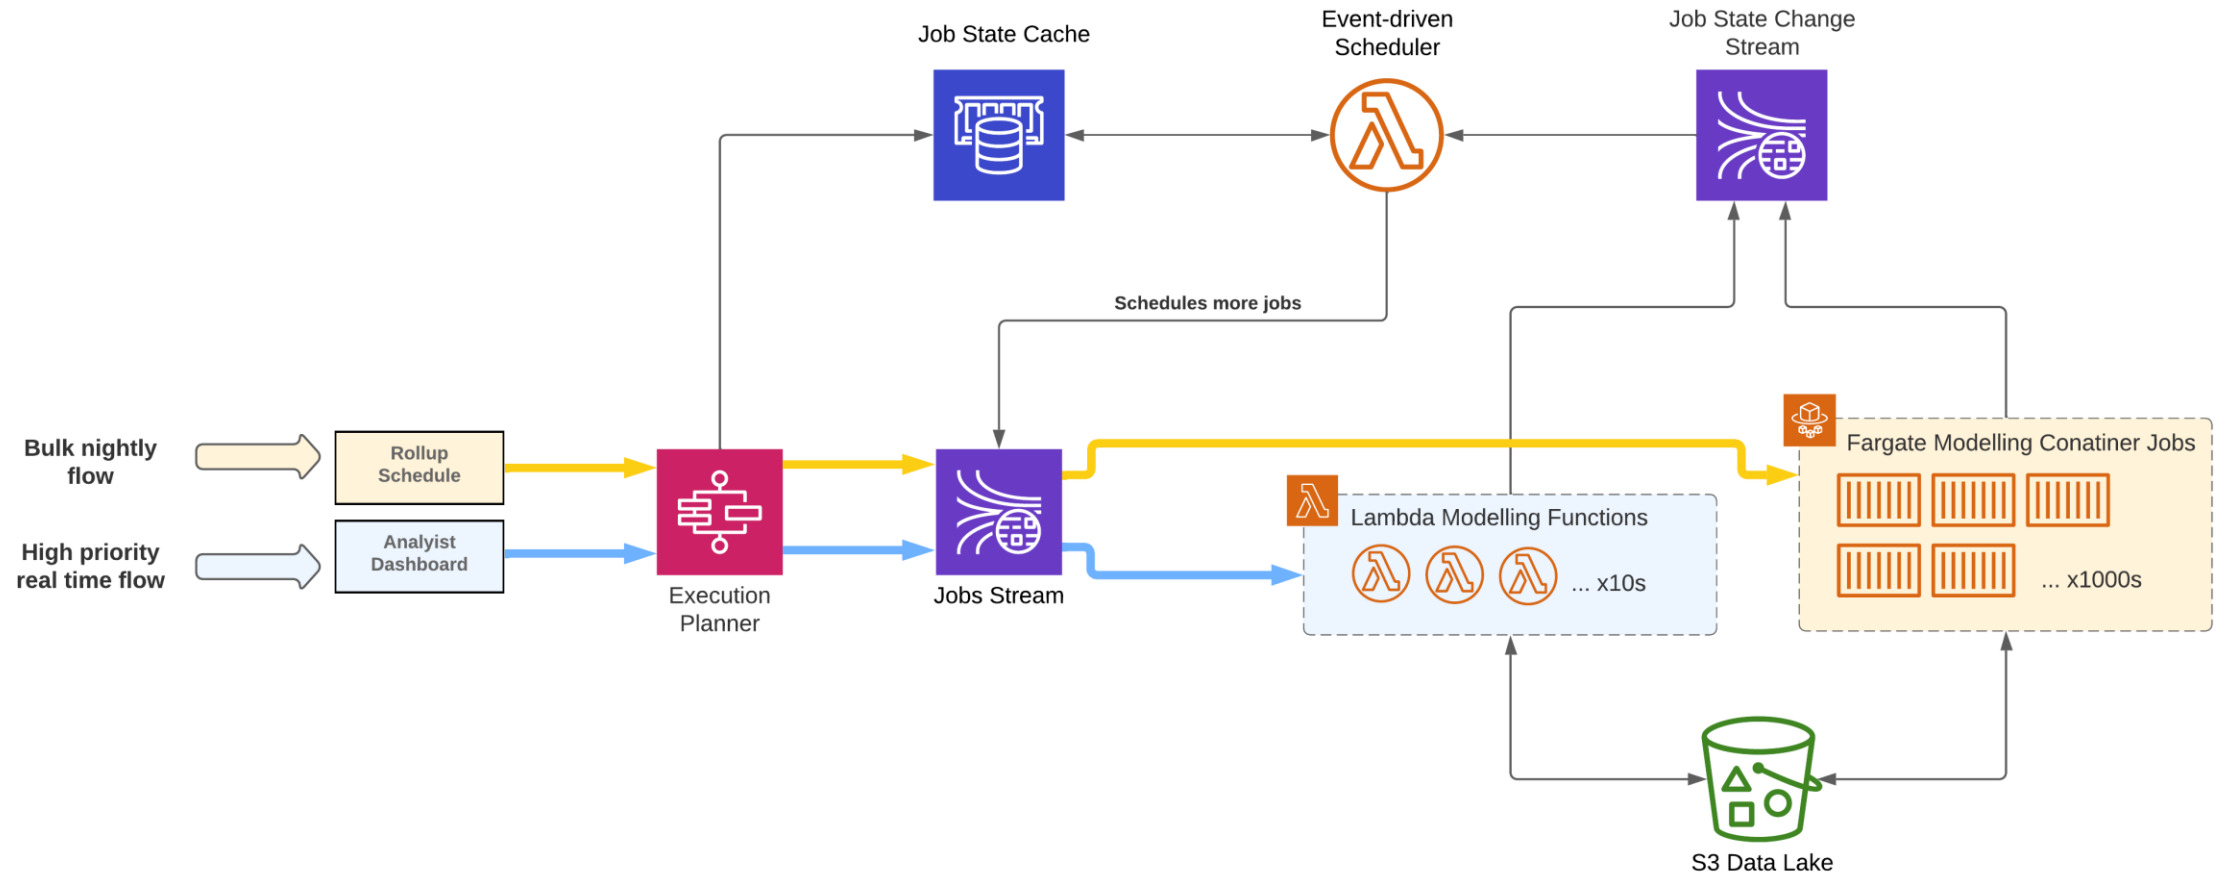 Job State Cache
Event-driven
Scheduler
Job State Change
Stream
Schedules more jobs
Bulk nightly
flow
Rollup
Schedule
High priority
real time flow
Analyist
Dashboard
Execution
Planner
Jobs Stream
Lambda Modelling Functions
... x10s
Fargate Modelling Conatiner Jobs
... x1000s
S3 Data Lake